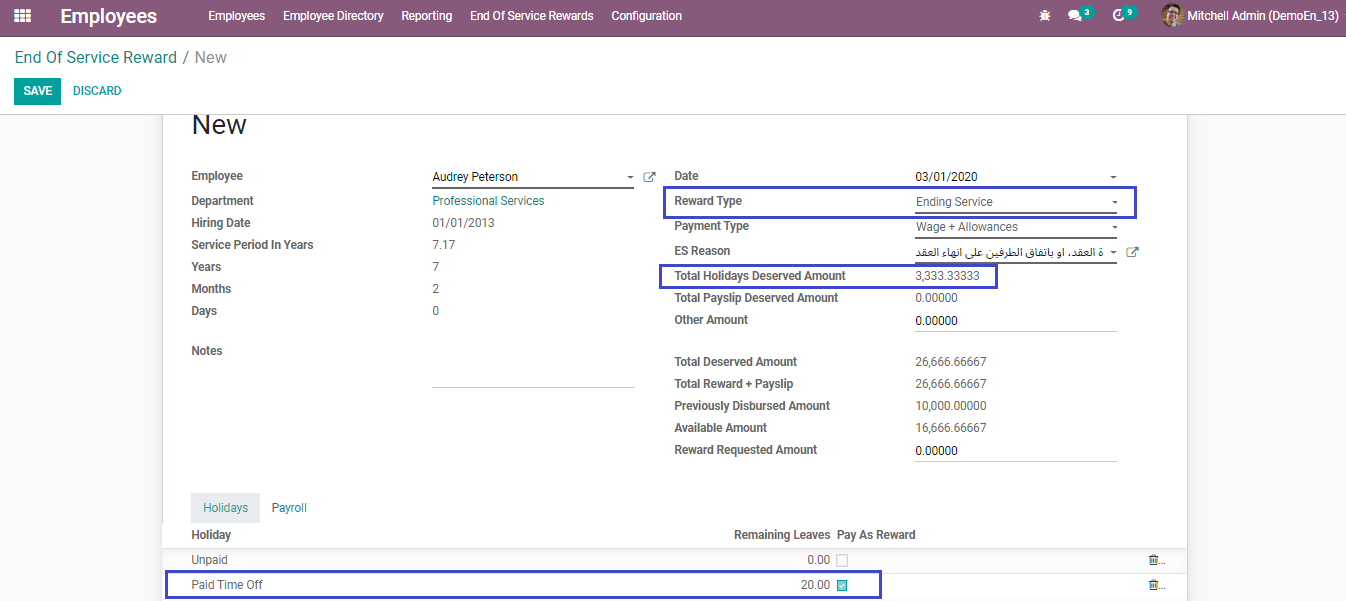 Employees Employees Employee Directory Reporting End Of Service Rewards Configuration 3 9 Mitchell Admin (DemoEn_13)
End Of Service Reward / New
SAVE DISCARD
New
Employee Audrey Peterson
Department Professional Services
Hiring Date 01/01/2013
Service Period In Years 7.17
Years 7
Months 2
Days 0
Notes
Date 03/01/2020
Reward Type Ending Service
Payment Type Wage + Allowances
ES Reason ة العقد، او باتفاق الطرفين على انهاء العقد
Total Holidays Deserved Amount 3,333.33333
Total Payslip Deserved Amount 0.00000
Other Amount 0.00000
Total Deserved Amount 26,666.66667
Total Reward + Payslip 26,666.66667
Previously Disbursed Amount 10,000.00000
Available Amount 16,666.66667
Reward Requested Amount 0.00000
Holidays Payroll
Holiday Remaining Leaves Pay As Reward
Unpaid 0.00 ...
Paid Time Off 20.00 ...